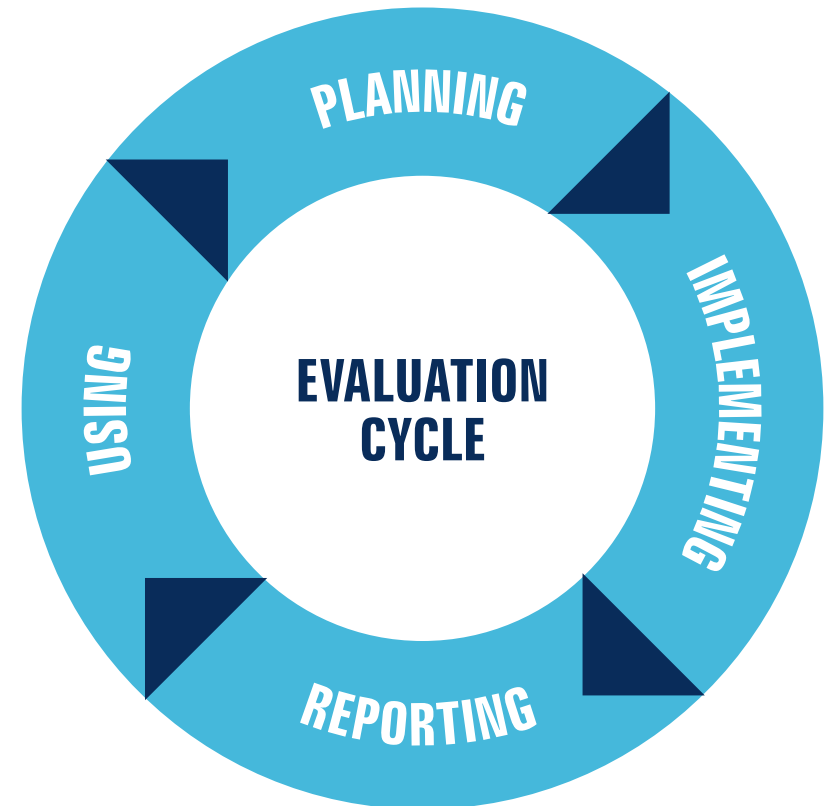 PLANNING
IMPLEMENTING
EVALUATION
CYCLE
USING
REPORTING